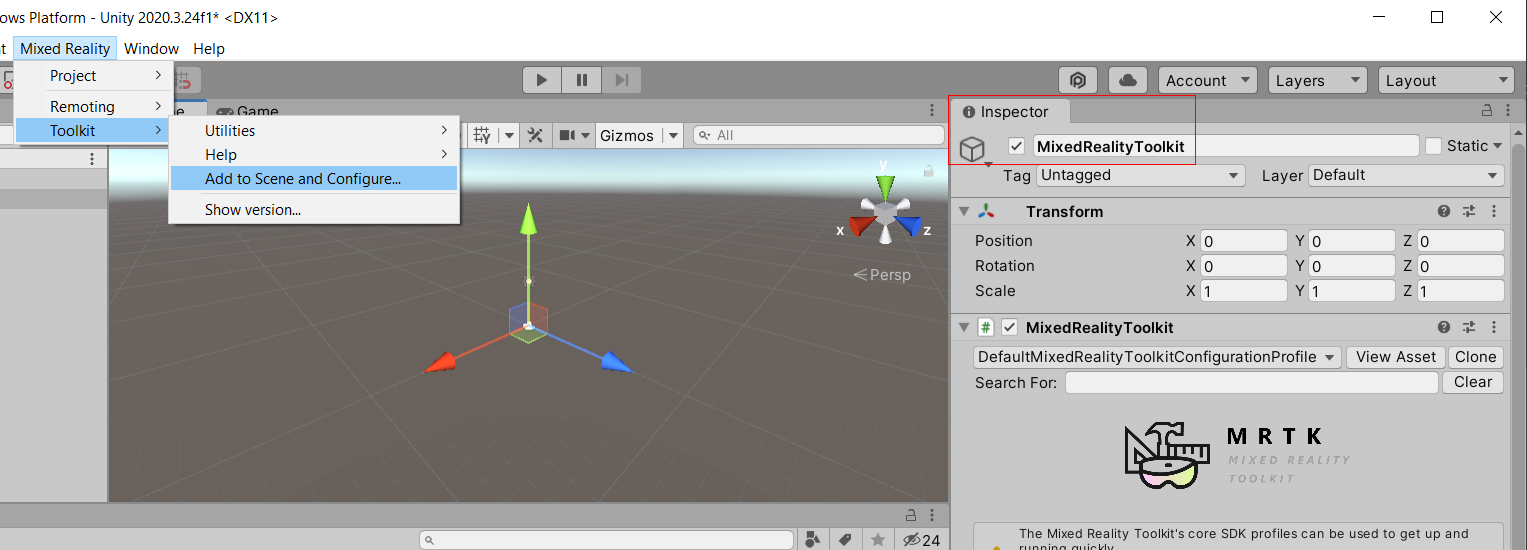 ows Platform - Unity 2020.3.24f1* <DX11>
t Mixed Reality Window Help
Project
Remoting
Toolkit
Utilities
Help
Add to Scene and Configure...
Show version...
Account
Layers
Layout
e
Game
Gizmos
All
y
x
z
Persp
Inspector
MixedRealityToolkit
Static
Tag Untagged
Layer Default
Transform
Position X 0 Y 0 Z 0
Rotation X 0 Y 0 Z 0
Scale X 1 Y 1 Z 1
# MixedRealityToolkit
DefaultMixedRealityToolkitConfigurationProfile View Asset Clone
Search For: Clear
MRTK
MIXED REALITY
TOOLKIT
The Mixed Reality Toolkit's core SDK profiles can be used to get up and
running quickly
24